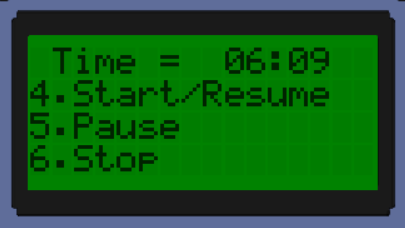 Time = 06:09
4.Start/Resume
5.Pause
6.Stop